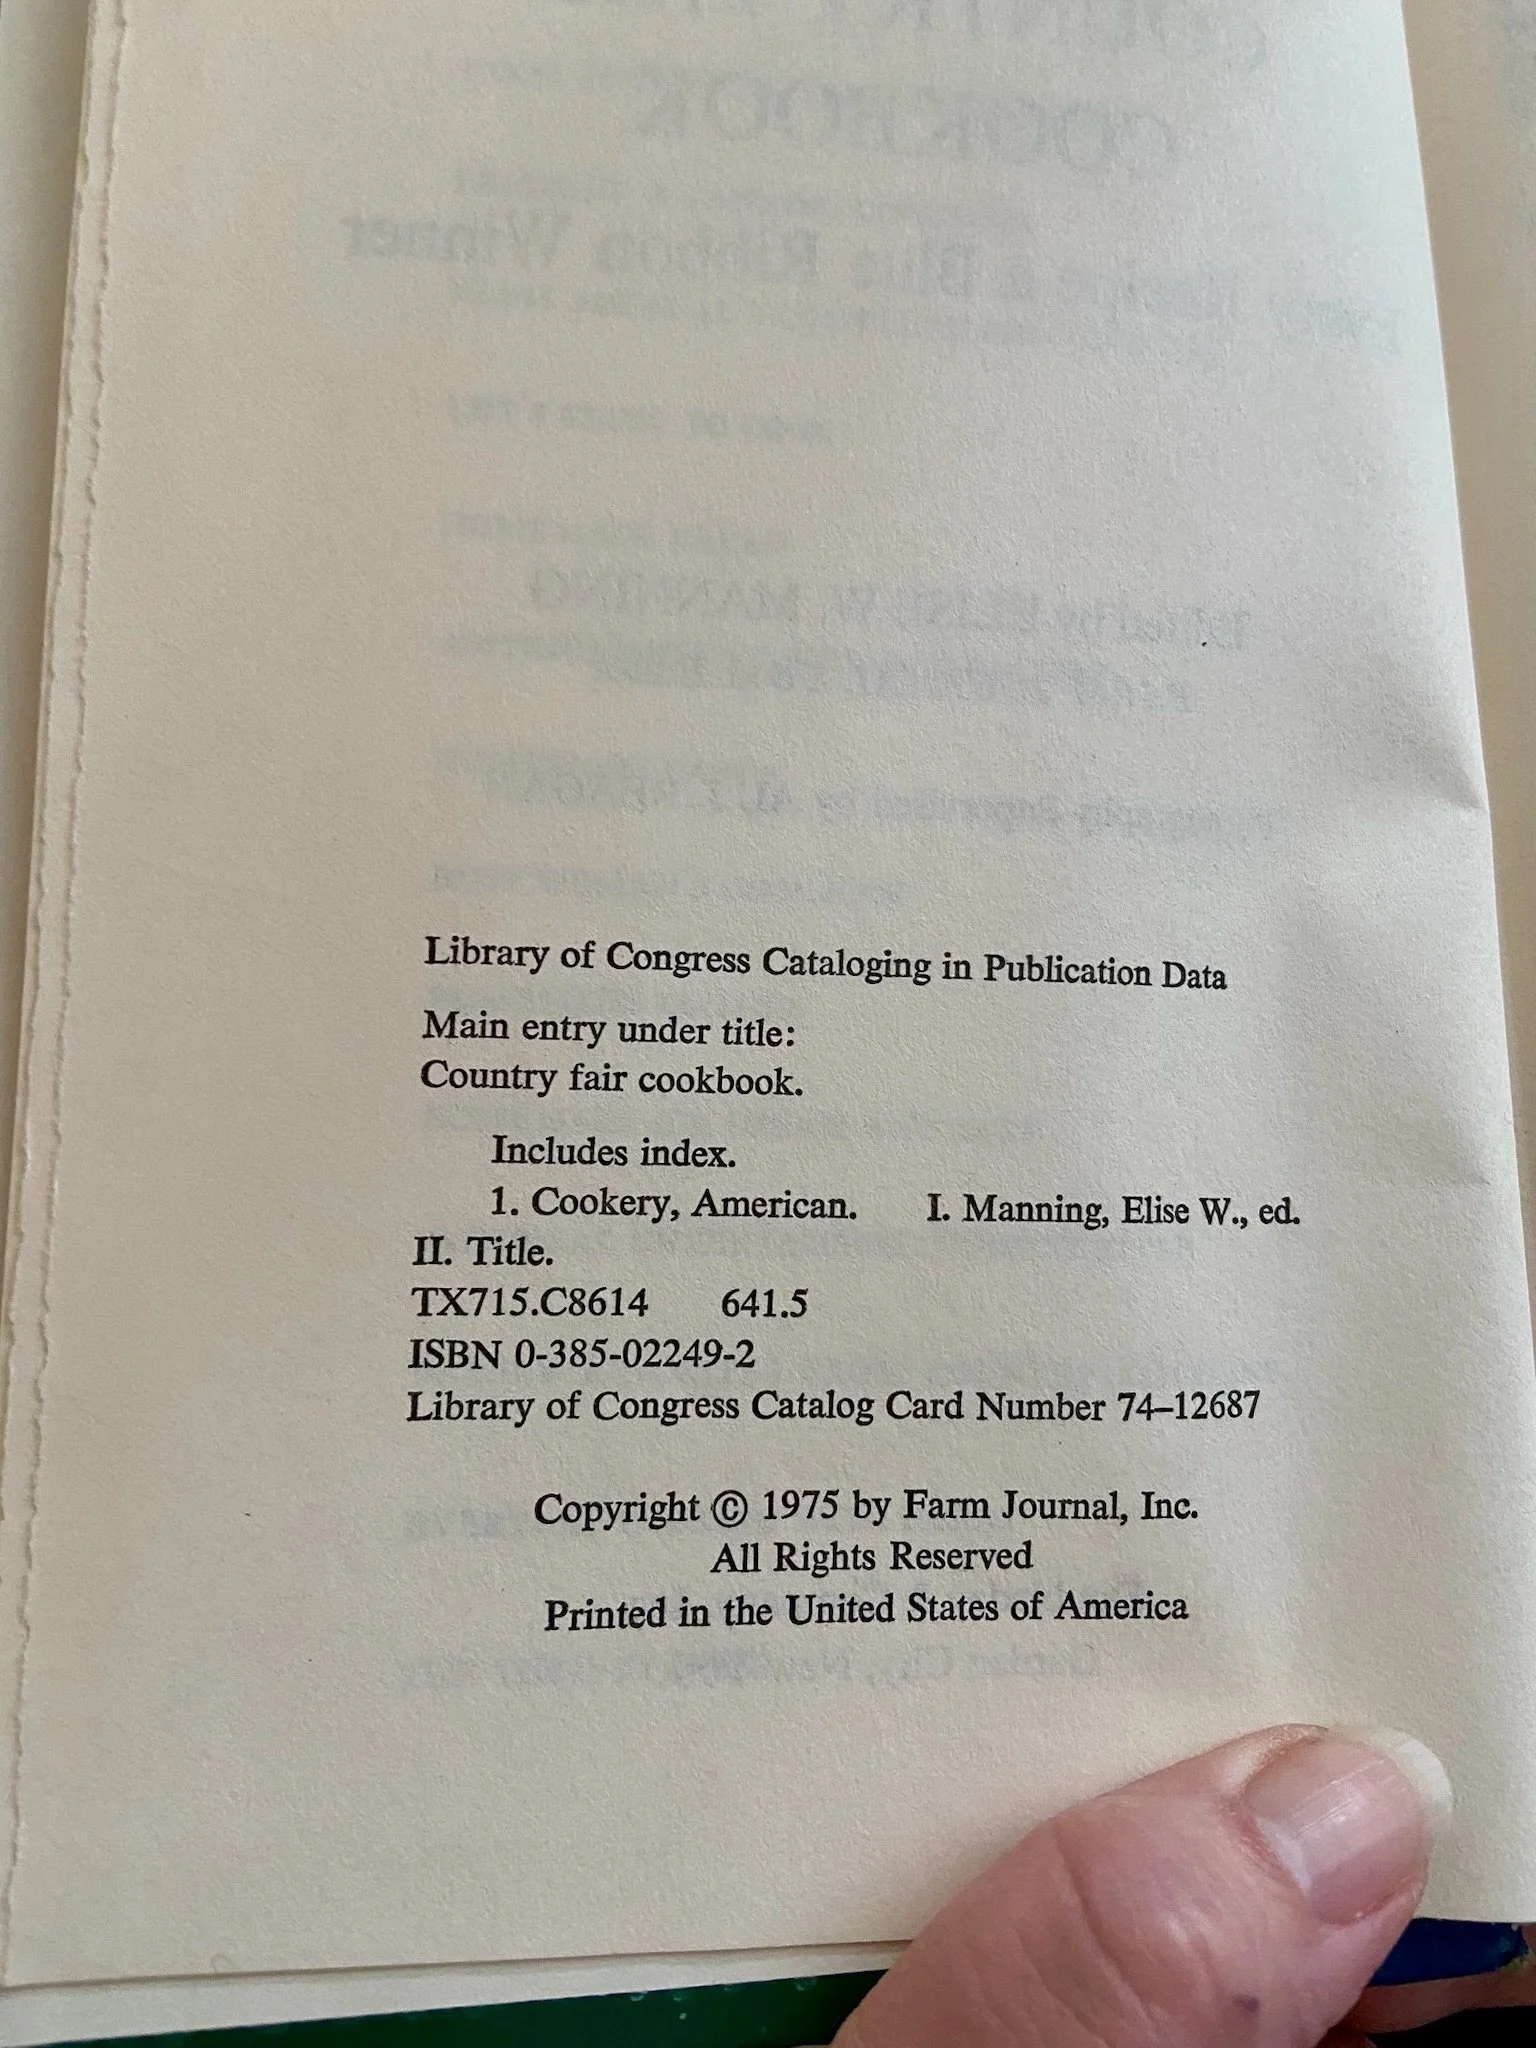 Library of Congress Cataloging in Publication Data
Main entry under title:
Country fair cookbook.
Includes index.
1. Cookery, American. I. Manning, Elise W., ed.
II. Title.
TX715.C8614 641.5
ISBN 0-385-02249-2
Library of Congress Catalog Card Number 74–12687
Copyright © 1975 by Farm Journal, Inc.
All Rights Reserved
Printed in the United States of America